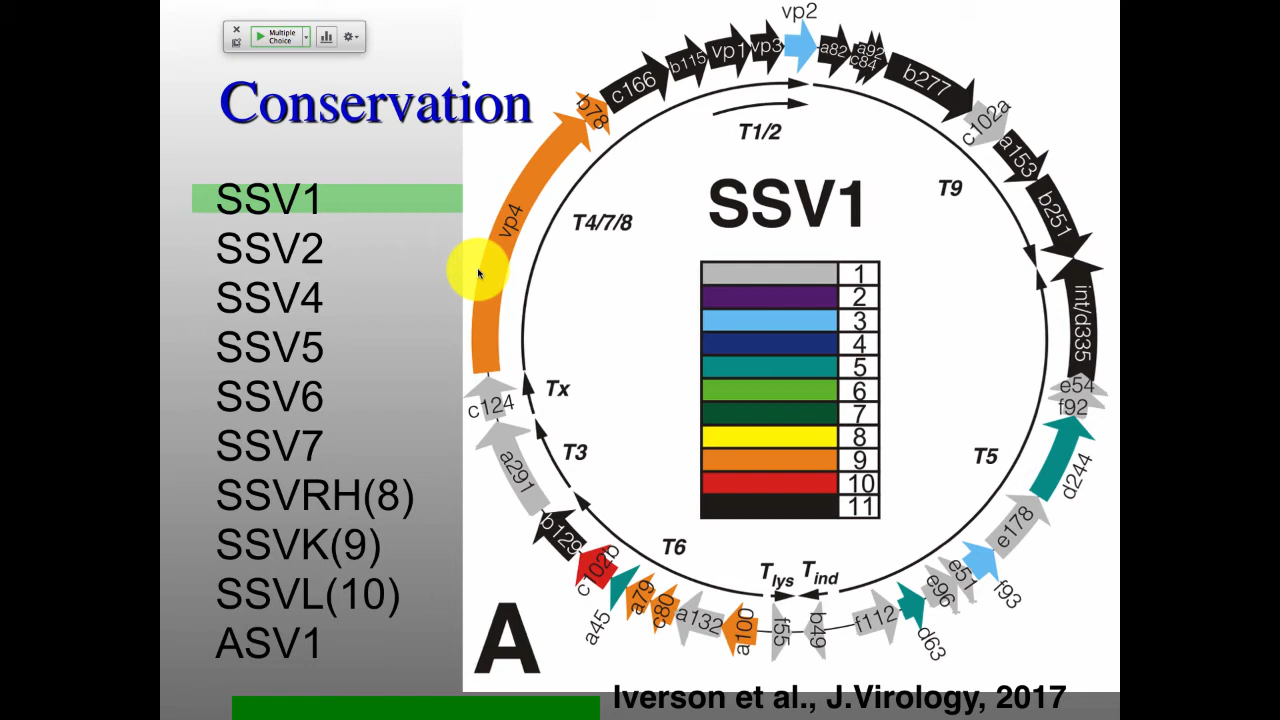 Multiple
Choice
Conservation
SSV1
SSV2
SSV4
SSV5
SSV6
SSV7
SSVRH(8)
SSVK(9)
SSVL(10)
ASV1
vp2
a82
a92
c84
b277
c102a
a153
b251
int/d335
e54
f92
d244
e178
f93
e51
e96
d63
f112
b49
f55
a100
a132
c80
a79
a45
c102b
b129
a291
c124
vp4
b78
c166
b115
vp1
vp3
T1/2
T9
T4/7/8
Tx
T3
T6
Tlys
Tind
T5
SSV1
1
2
3
4
5
6
7
8
9
10
11
A
Iverson et al., J.Virology, 2017